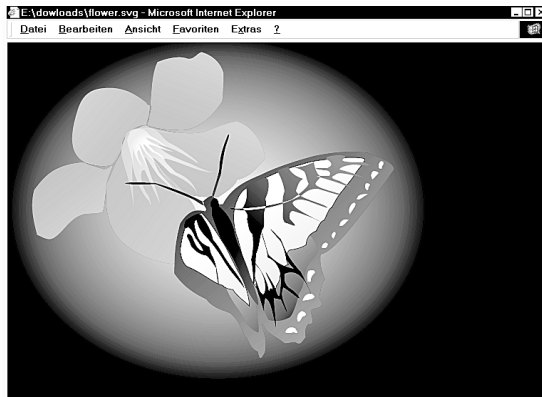 E:\dowloads\flower.svg - Microsoft Internet Explorer
Datei Bearbeiten Ansicht Favoriten Extras ?